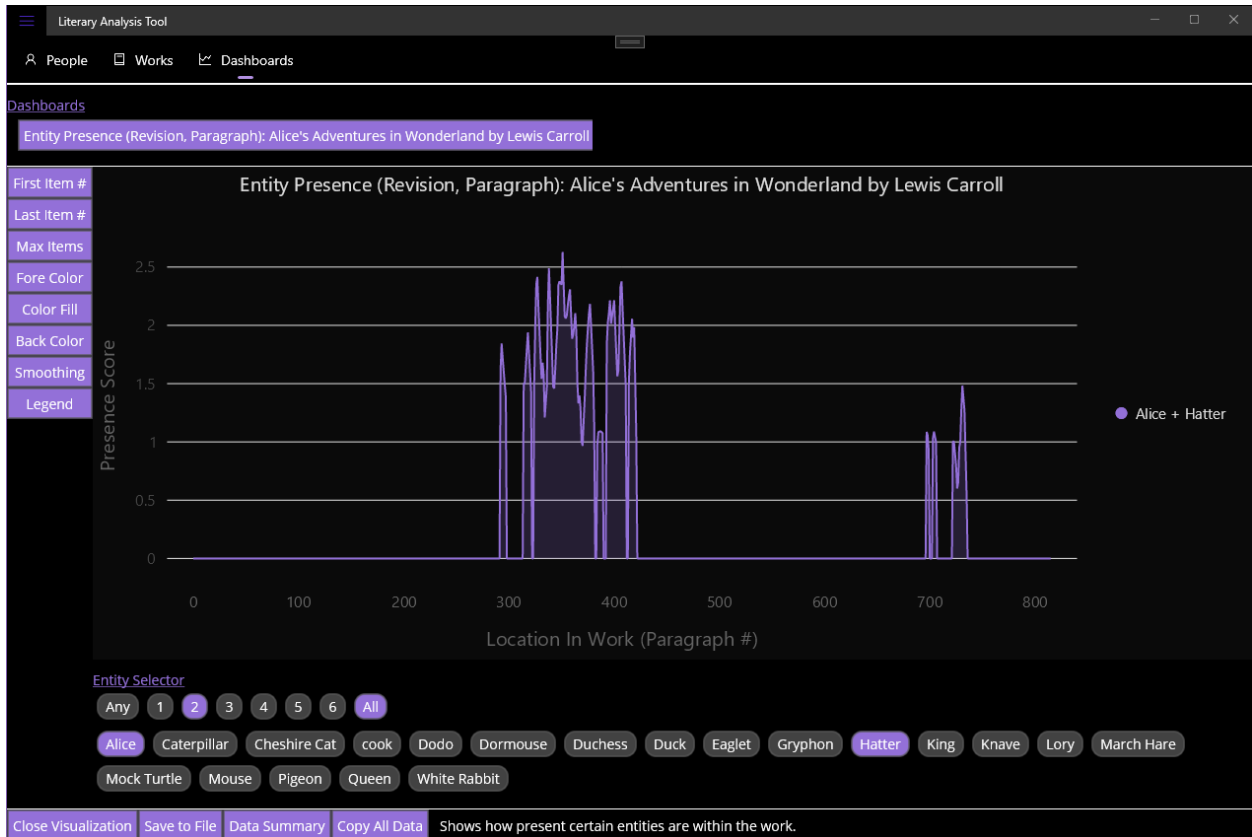 Literary Analysis Tool
People Works Dashboards
Dashboards
Entity Presence (Revision, Paragraph): Alice's Adventures in Wonderland by Lewis Carroll
First Item #
Last Item #
Max Items
Fore Color
Color Fill
Back Color
Smoothing
Legend
Entity Presence (Revision, Paragraph): Alice's Adventures in Wonderland by Lewis Carroll
Presence Score
2.5
2
1.5
1
0.5
0
0 100 200 300 400 500 600 700 800
Location In Work (Paragraph #)
Alice + Hatter
Entity Selector
Any 1 2 3 4 5 6 All
Alice Caterpillar Cheshire Cat cook Dodo Dormouse Duchess Duck Eaglet Gryphon Hatter King Knave Lory March Hare
Mock Turtle Mouse Pigeon Queen White Rabbit
Close Visualization Save to File Data Summary Copy All Data Shows how present certain entities are within the work.